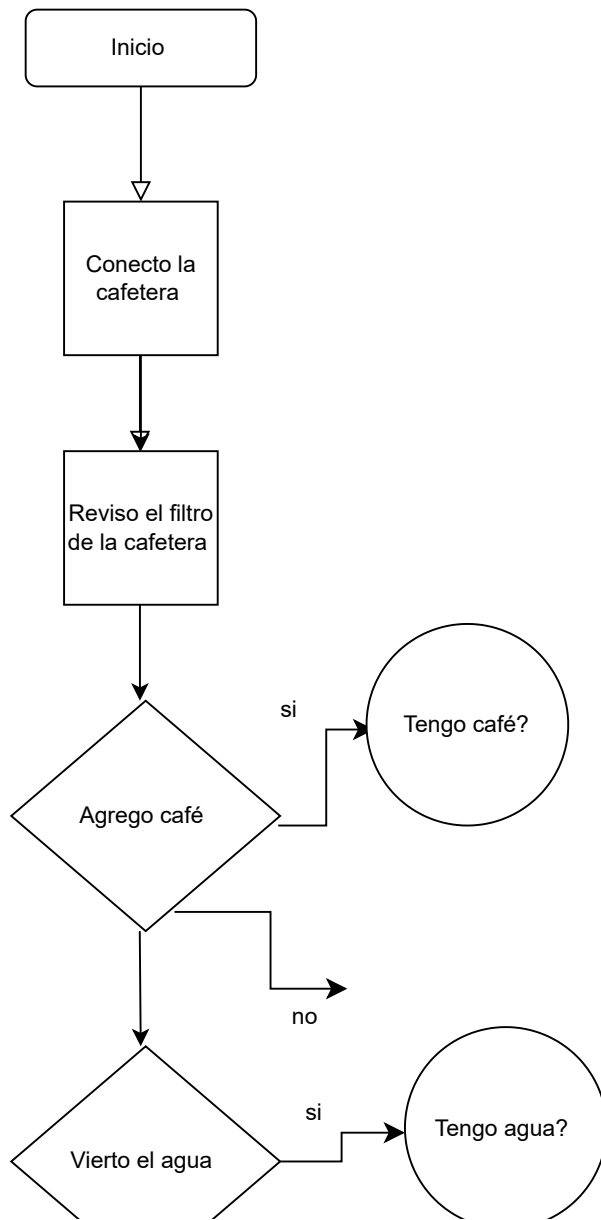 Inicio
Conecto la
cafetera
Reviso el filtro
de la cafetera
si
Tengo café?
Agrego café
no
si
Tengo agua?
Vierto el agua